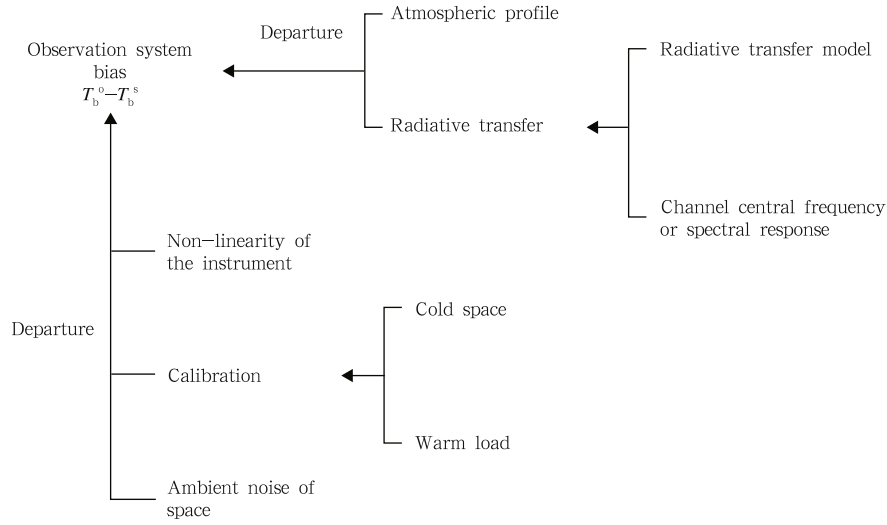 Departure
Atmospheric profile
Observation system
bias
T_b^o−T_b^s
Radiative transfer model
Radiative transfer
Channel central frequency
or spectral response
Non−linearity of
the instrument
Departure
Cold space
Calibration
Warm load
Ambient noise of
space